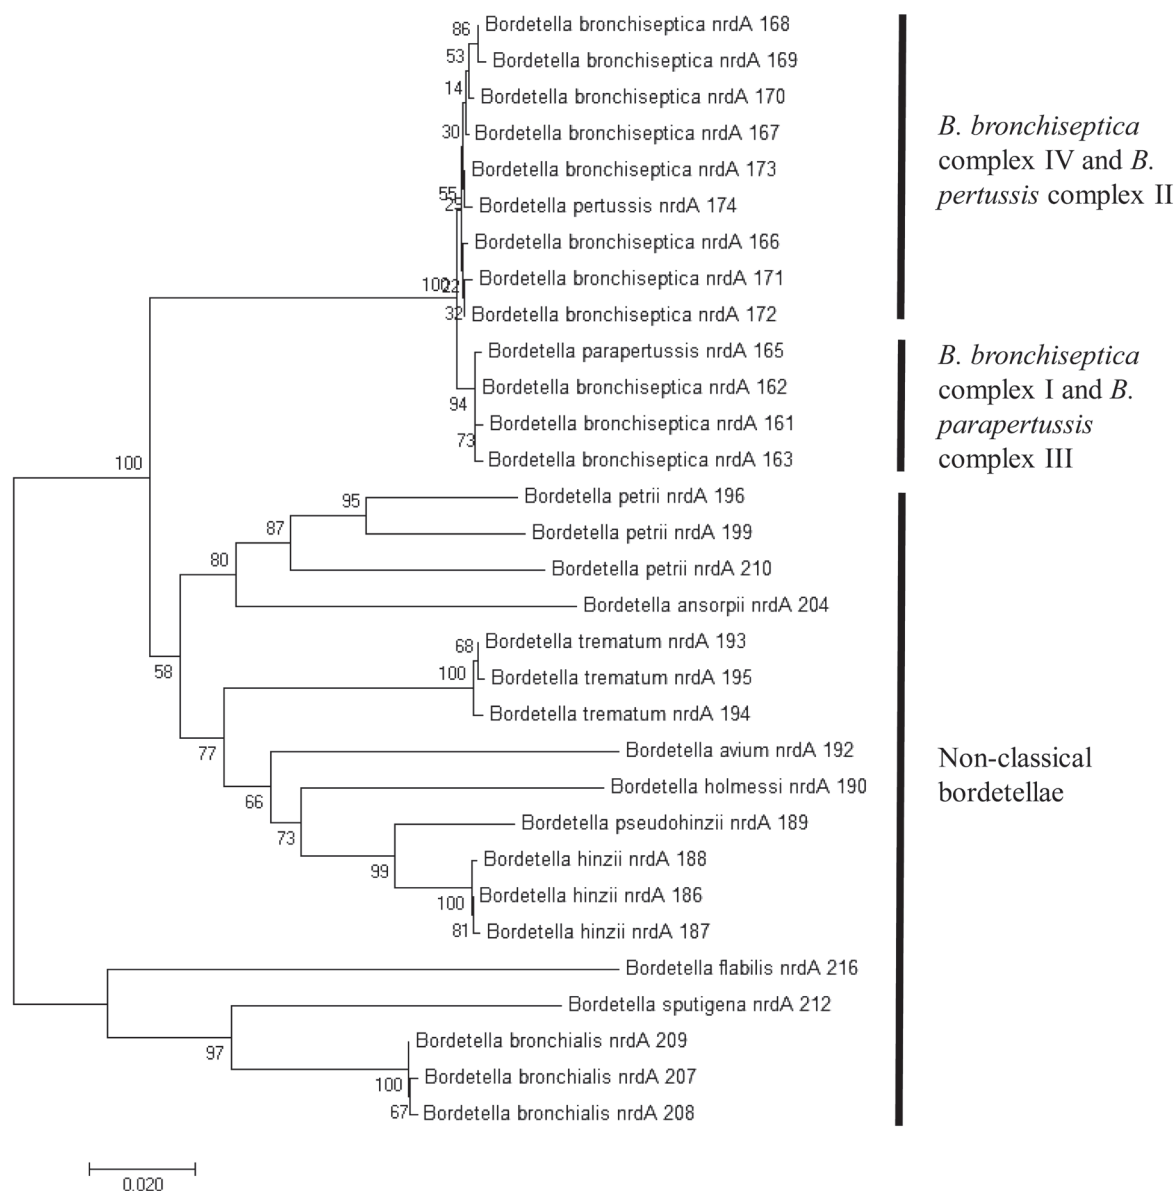 86
Bordetella bronchiseptica nrdA 168
53
Bordetella bronchiseptica nrdA 169
14
Bordetella bronchiseptica nrdA 170
30
Bordetella bronchiseptica nrdA 167
Bordetella bronchiseptica nrdA 173
55
Bordetella pertussis nrdA 174
Bordetella bronchiseptica nrdA 166
Bordetella bronchiseptica nrdA 171
100
22
32
Bordetella bronchiseptica nrdA 172
B. bronchiseptica
complex IV and B.
pertussis complex II
Bordetella parapertussis nrdA 165
Bordetella bronchiseptica nrdA 162
94
Bordetella bronchiseptica nrdA 161
73
Bordetella bronchiseptica nrdA 163
B. bronchiseptica
complex I and B.
parapertussis
complex III
100
95
Bordetella petrii nrdA 196
87
Bordetella petrii nrdA 199
80
Bordetella petrii nrdA 210
Bordetella ansorpii nrdA 204
58
68
Bordetella trematum nrdA 193
100
Bordetella trematum nrdA 195
Bordetella trematum nrdA 194
77
Bordetella avium nrdA 192
66
Bordetella holmessi nrdA 190
73
Bordetella pseudohinzii nrdA 189
99
Bordetella hinzii nrdA 188
100
Bordetella hinzii nrdA 186
81
Bordetella hinzii nrdA 187
Bordetella flabilis nrdA 216
Bordetella sputigena nrdA 212
97
Bordetella bronchialis nrdA 209
100
Bordetella bronchialis nrdA 207
67
Bordetella bronchialis nrdA 208
Non-classical
bordetellae
0.020